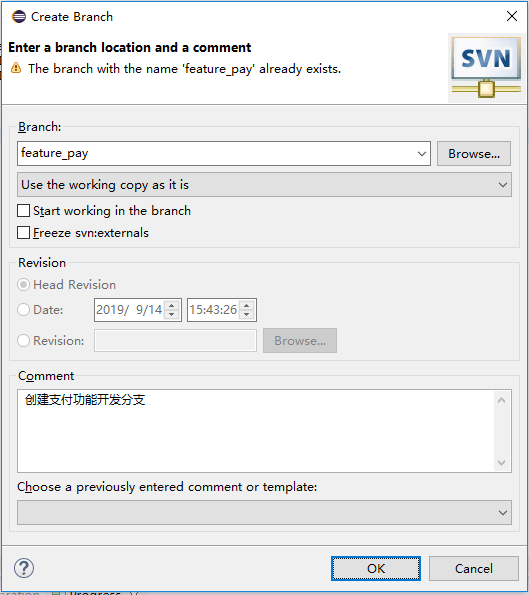 Create Branch
Enter a branch location and a comment
The branch with the name 'feature_pay' already exists.
SVN
Branch:
feature_pay
Browse...
Use the working copy as it is
Start working in the branch
Freeze svn:externals
Revision
Head Revision
Date:
2019/ 9/14
15:43:26
Revision:
Browse...
Comment
创建支付功能开发分支
Choose a previously entered comment or template:
?
OK
Cancel
Progress